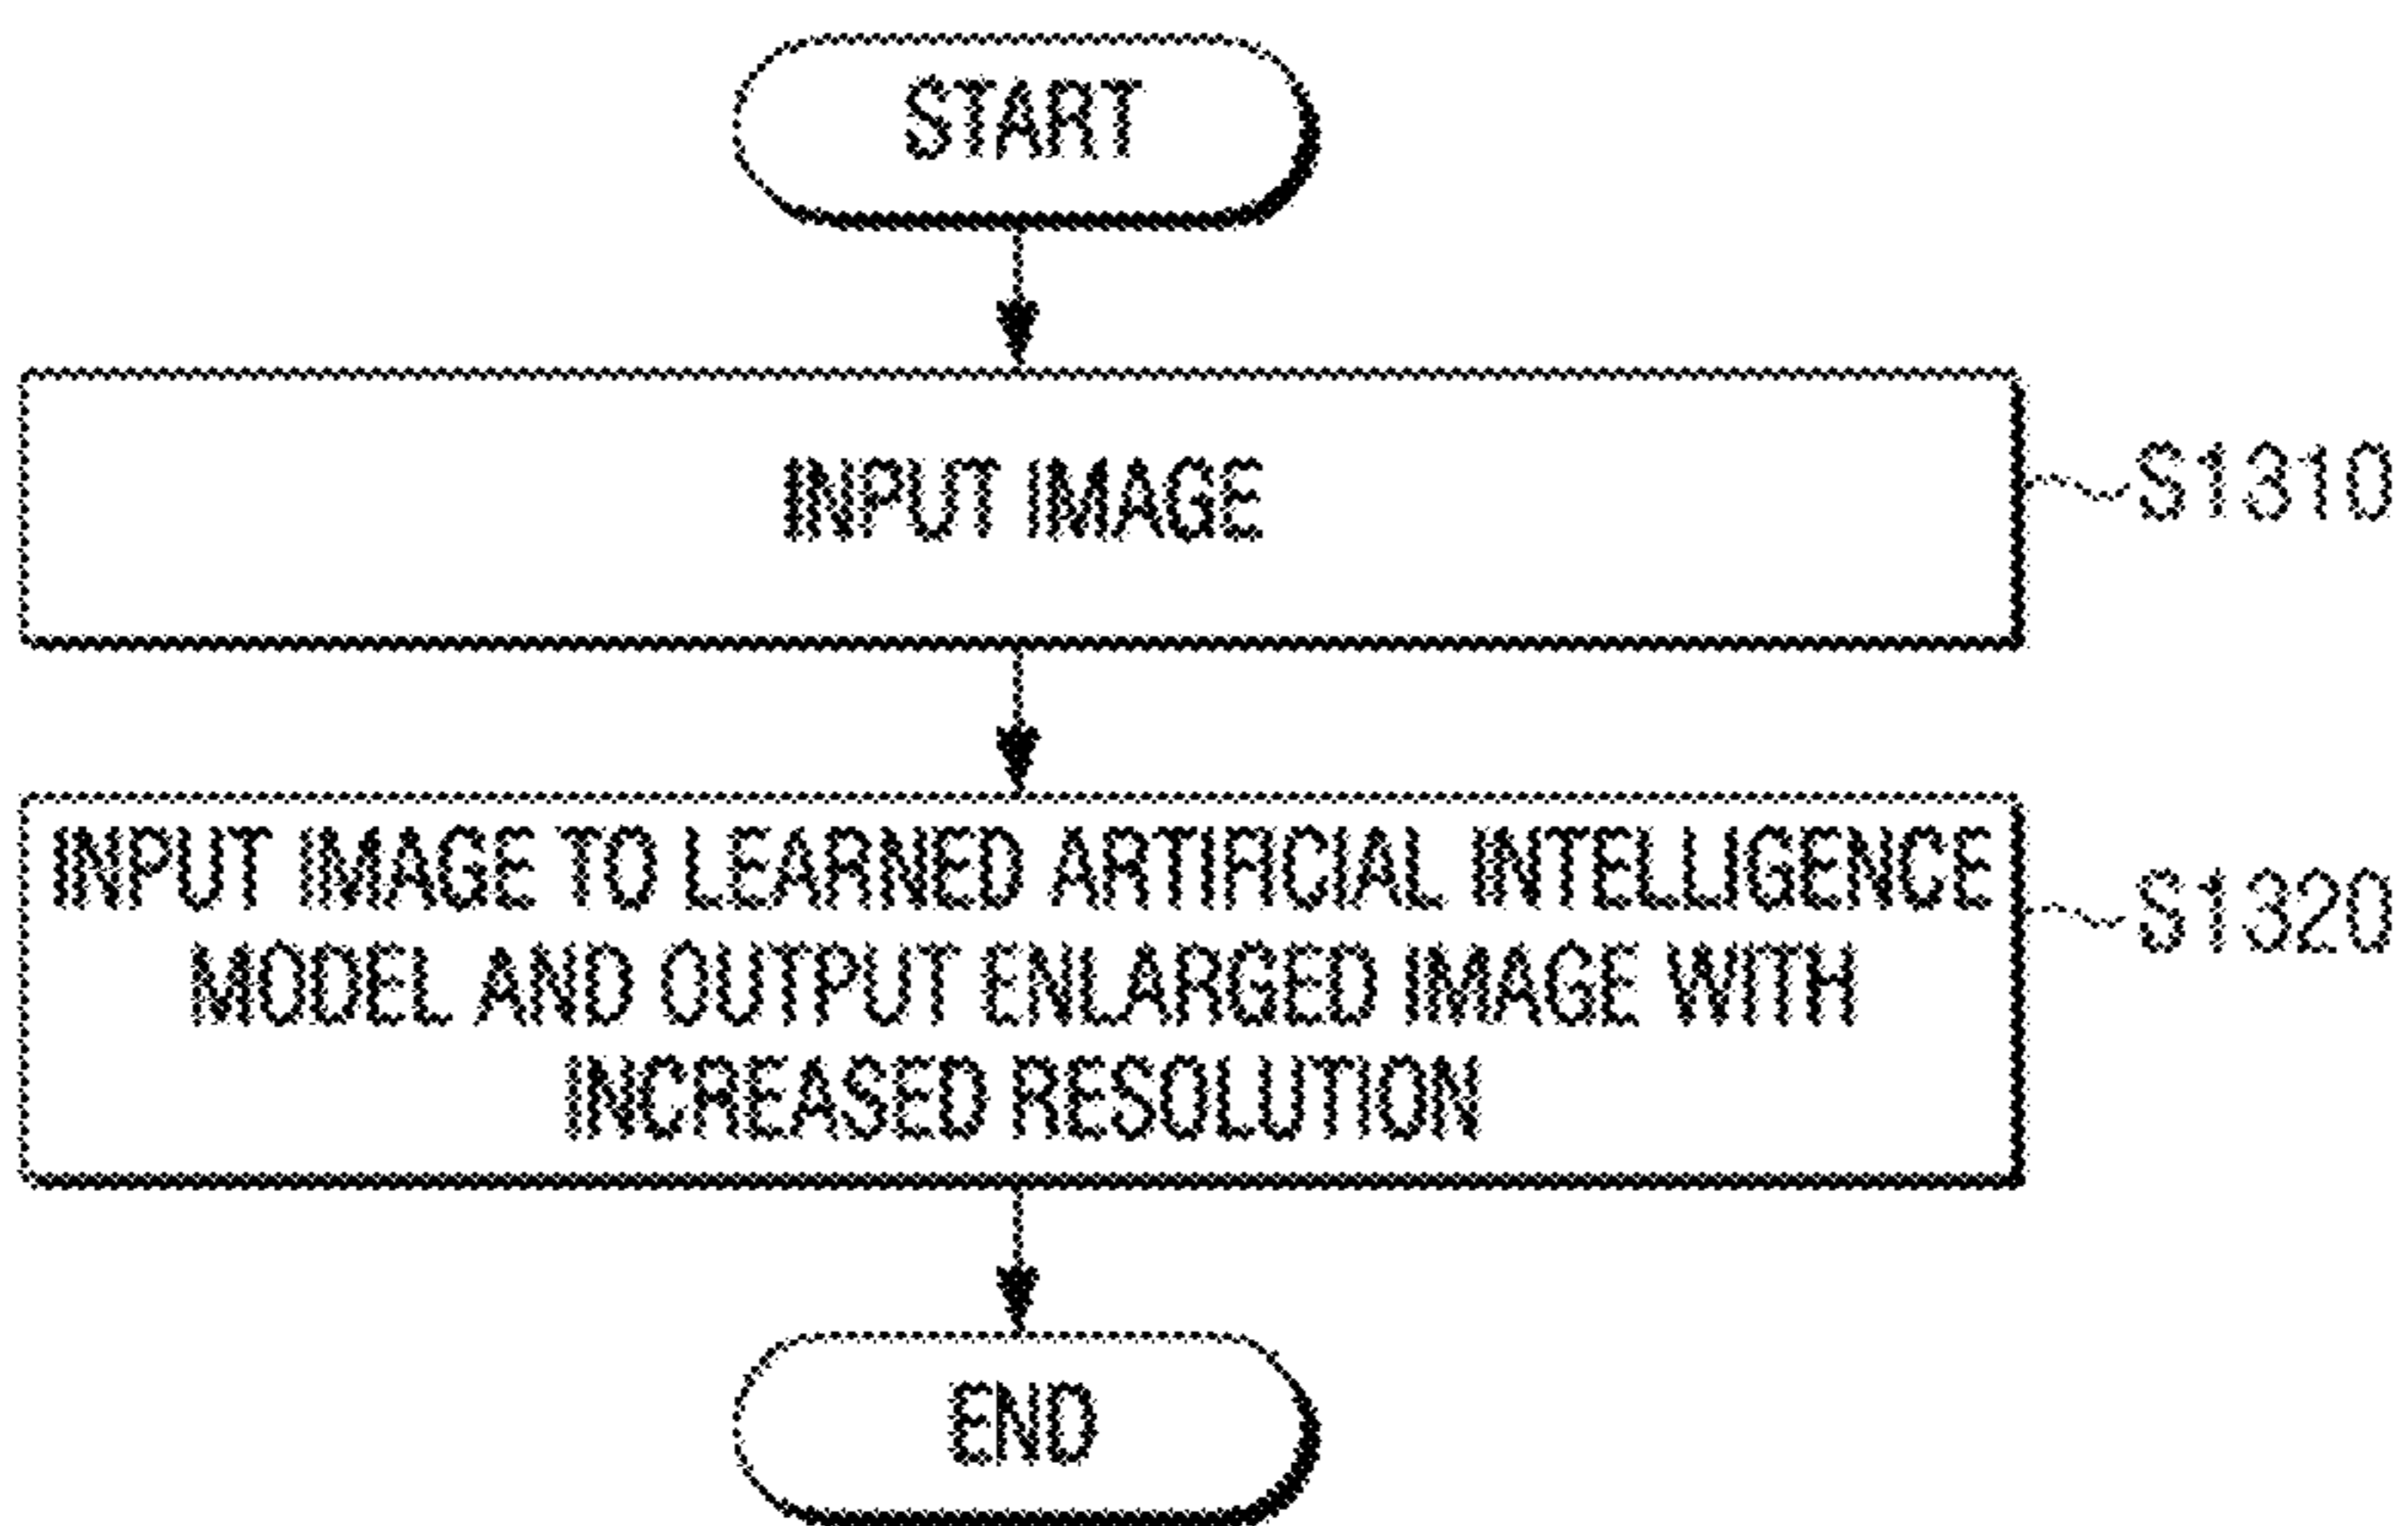 START
INPUT IMAGE
S1310
INPUT IMAGE TO LEARNED ARTIFICIAL INTELLIGENCE
MODEL AND OUTPUT ENLARGED IMAGE WITH
INCREASED RESOLUTION
S1320
END